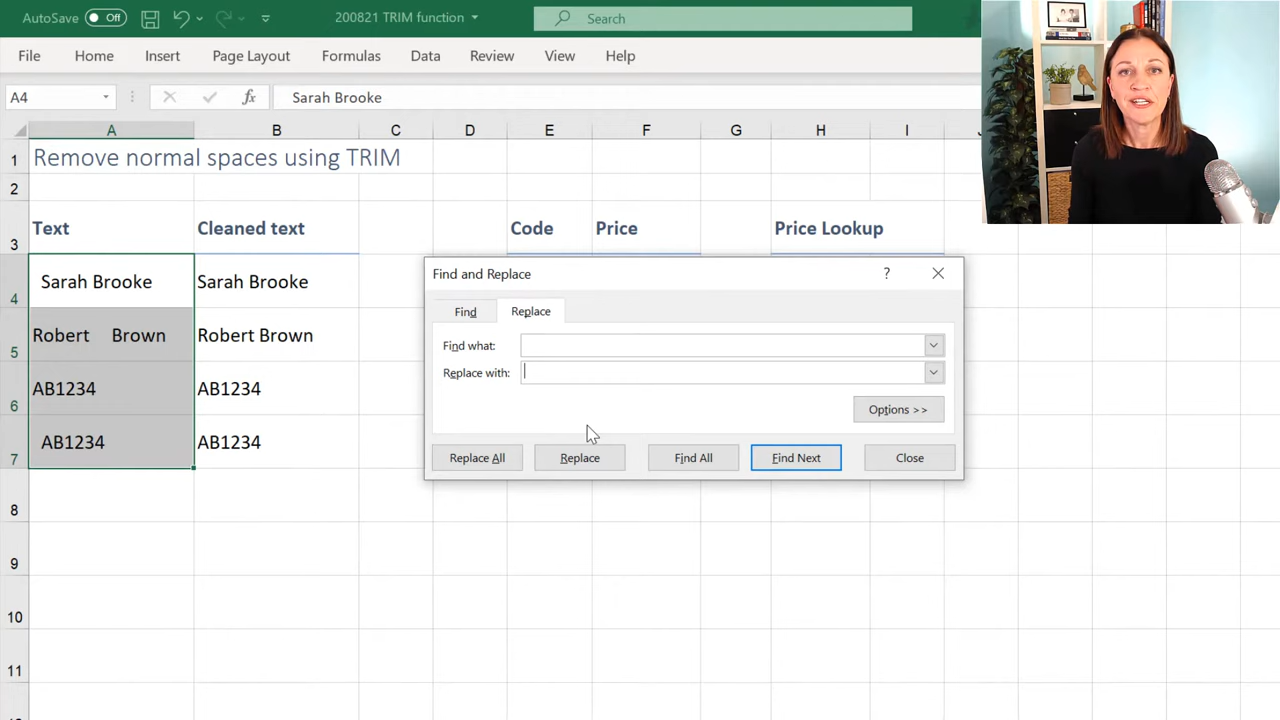 AutoSave Off 200821 TRIM function Search
File Home Insert Page Layout Formulas Data Review View Help
A4 fx Sarah Brooke
A B C D E F G H I
1 Remove normal spaces using TRIM
2
3 Text Cleaned text Code Price Price Lookup
4 Sarah Brooke Sarah Brooke
5 Robert Brown Robert Brown
6 AB1234 AB1234
7 AB1234 AB1234
8
9
10
11
Find and Replace ?
Find Replace
Find what:
Replace with:
Options >>
Replace All Replace Find All Find Next Close